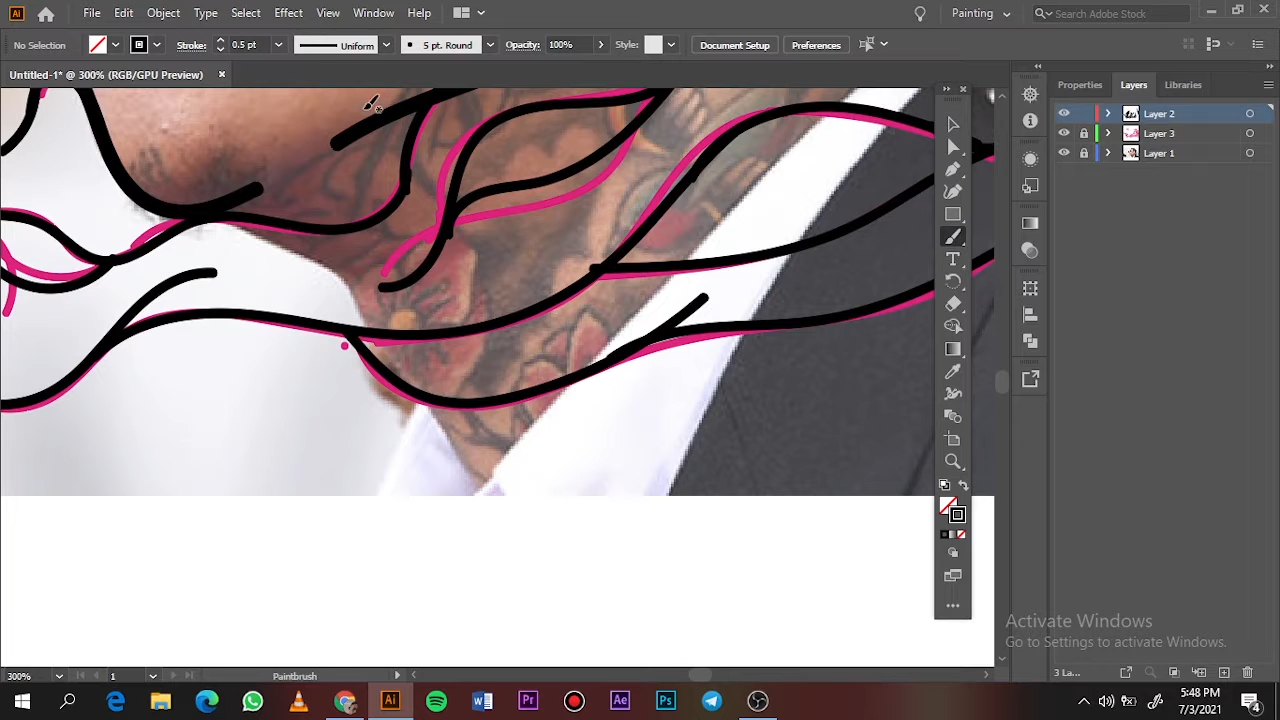 Ai File Edit Object Type Select Effect View Window Help Painting Search Adobe Stock
No Selection Stroke: 0.5 pt Uniform 5 pt. Round Opacity: 100% Style: Document Setup Preferences
Untitled-1* @ 300% (RGB/GPU Preview)
Properties Layers Libraries
Layer 2
Layer 3
Layer 1
Activate Windows
Go to Settings to activate Windows.
300% 1 Paintbrush 3 La...
5:48 PM
7/3/2021
4